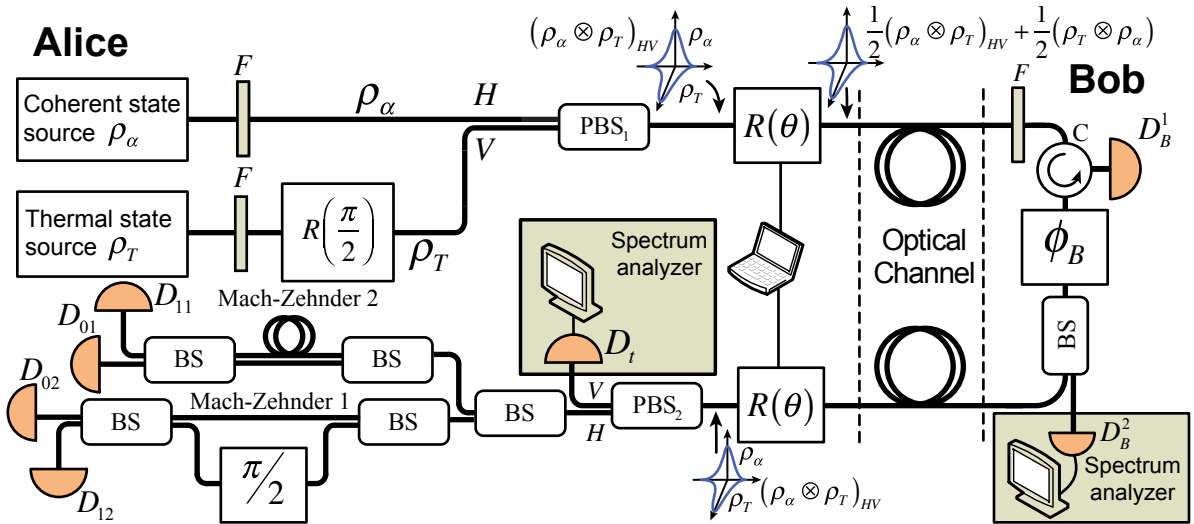 Alice
Coherent state
source ρ_α
F
ρ_α
H
V
PBS₁
(ρ_α ⊗ ρ_T)_HV
ρ_α
ρ_T
R(θ)
1/2(ρ_α ⊗ ρ_T)_HV + 1/2(ρ_T ⊗ ρ_α)
F
Bob
C
D_B^1
Thermal state
source ρ_T
F
R(π/2)
ρ_T
Spectrum
analyzer
D_t
Optical
Channel
ϕ_B
BS
D_11
Mach-Zehnder 2
D_01
BS
BS
D_02
Mach-Zehnder 1
BS
BS
BS
V
H
PBS₂
R(θ)
π/2
D_12
ρ_α
ρ_T
(ρ_α ⊗ ρ_T)_HV
D_B^2
Spectrum
analyzer